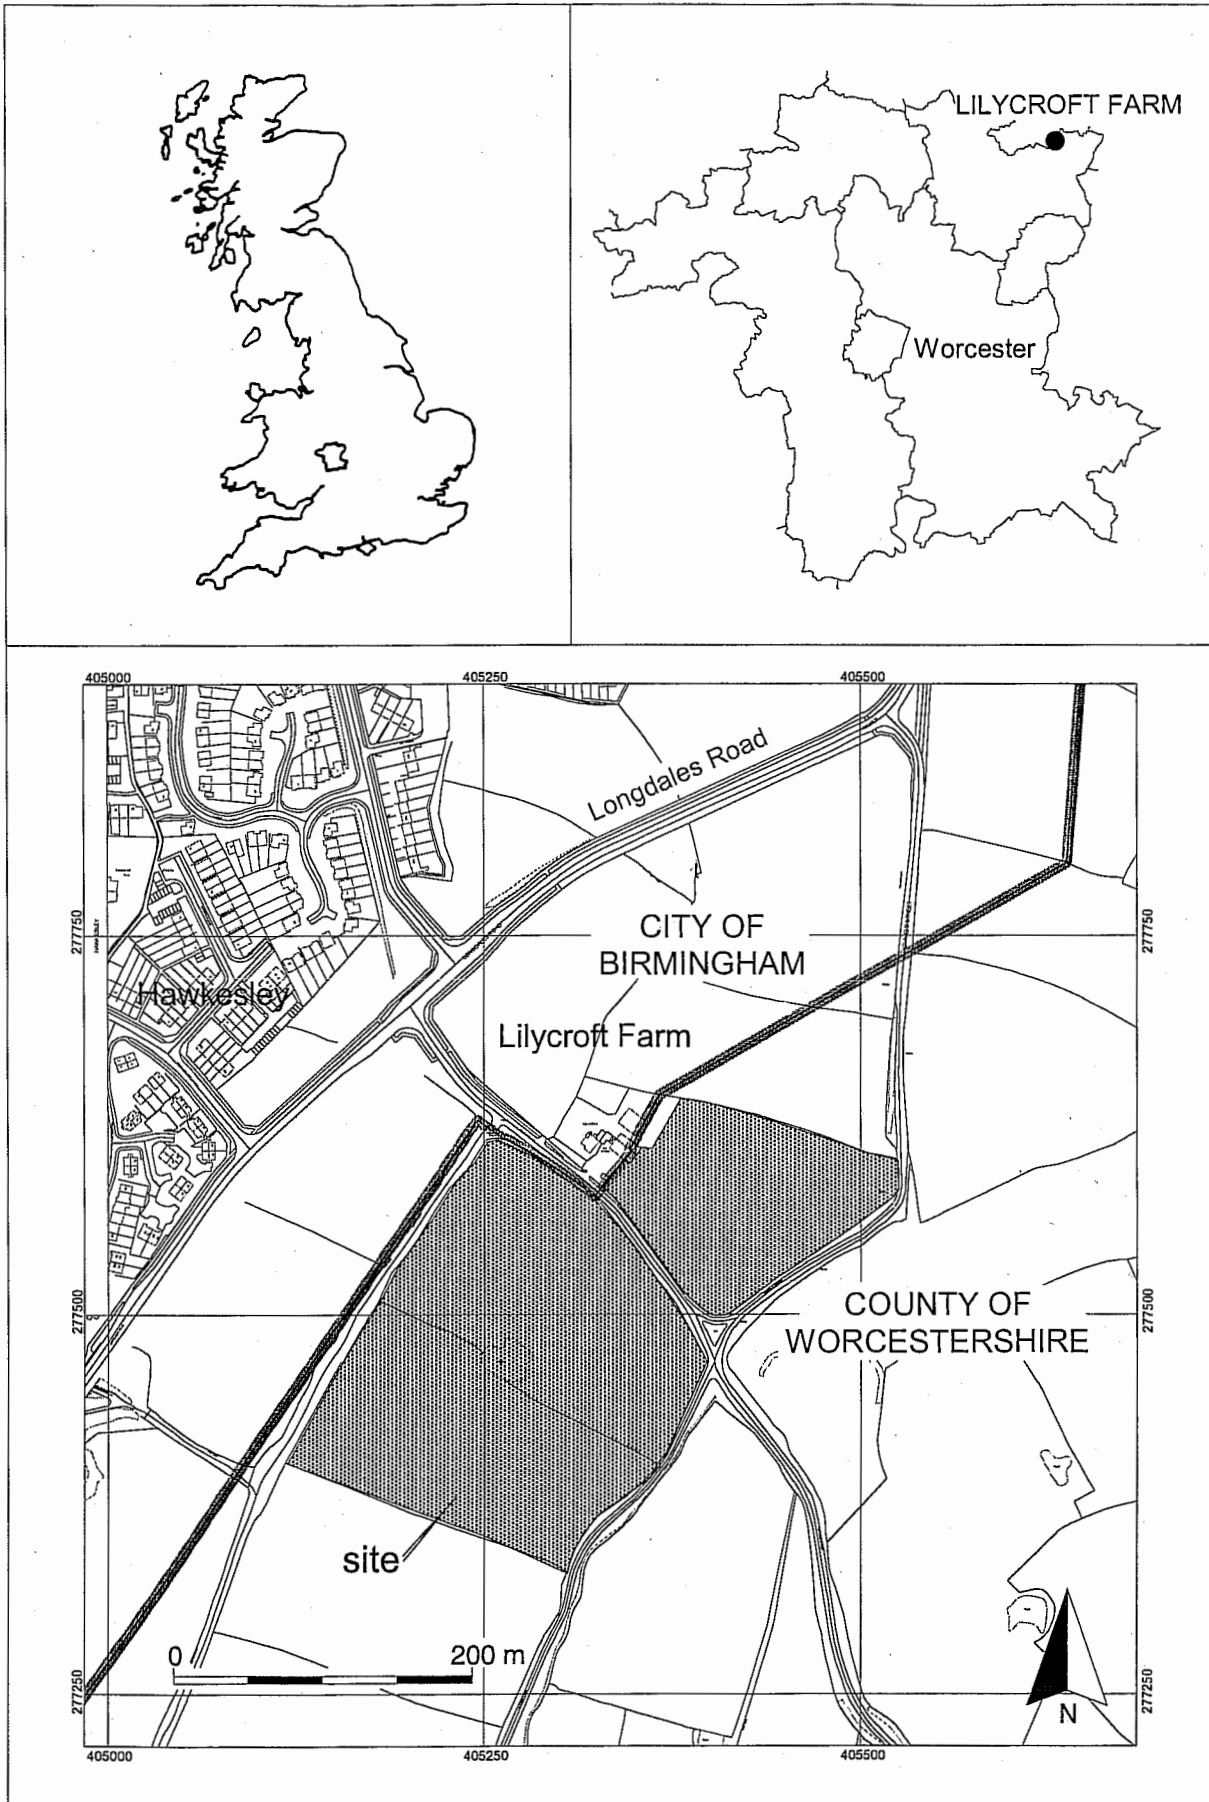 LILYCROFT FARM
Worcester
405000
405250
405500
Longdales Road
277750
CITY OF
BIRMINGHAM
277750
Hawkesley
Lilycroft Farm
277500
COUNTY OF
WORCESTERSHIRE
277500
site
0
200 m
277250
N
277250
405000
405250
405500